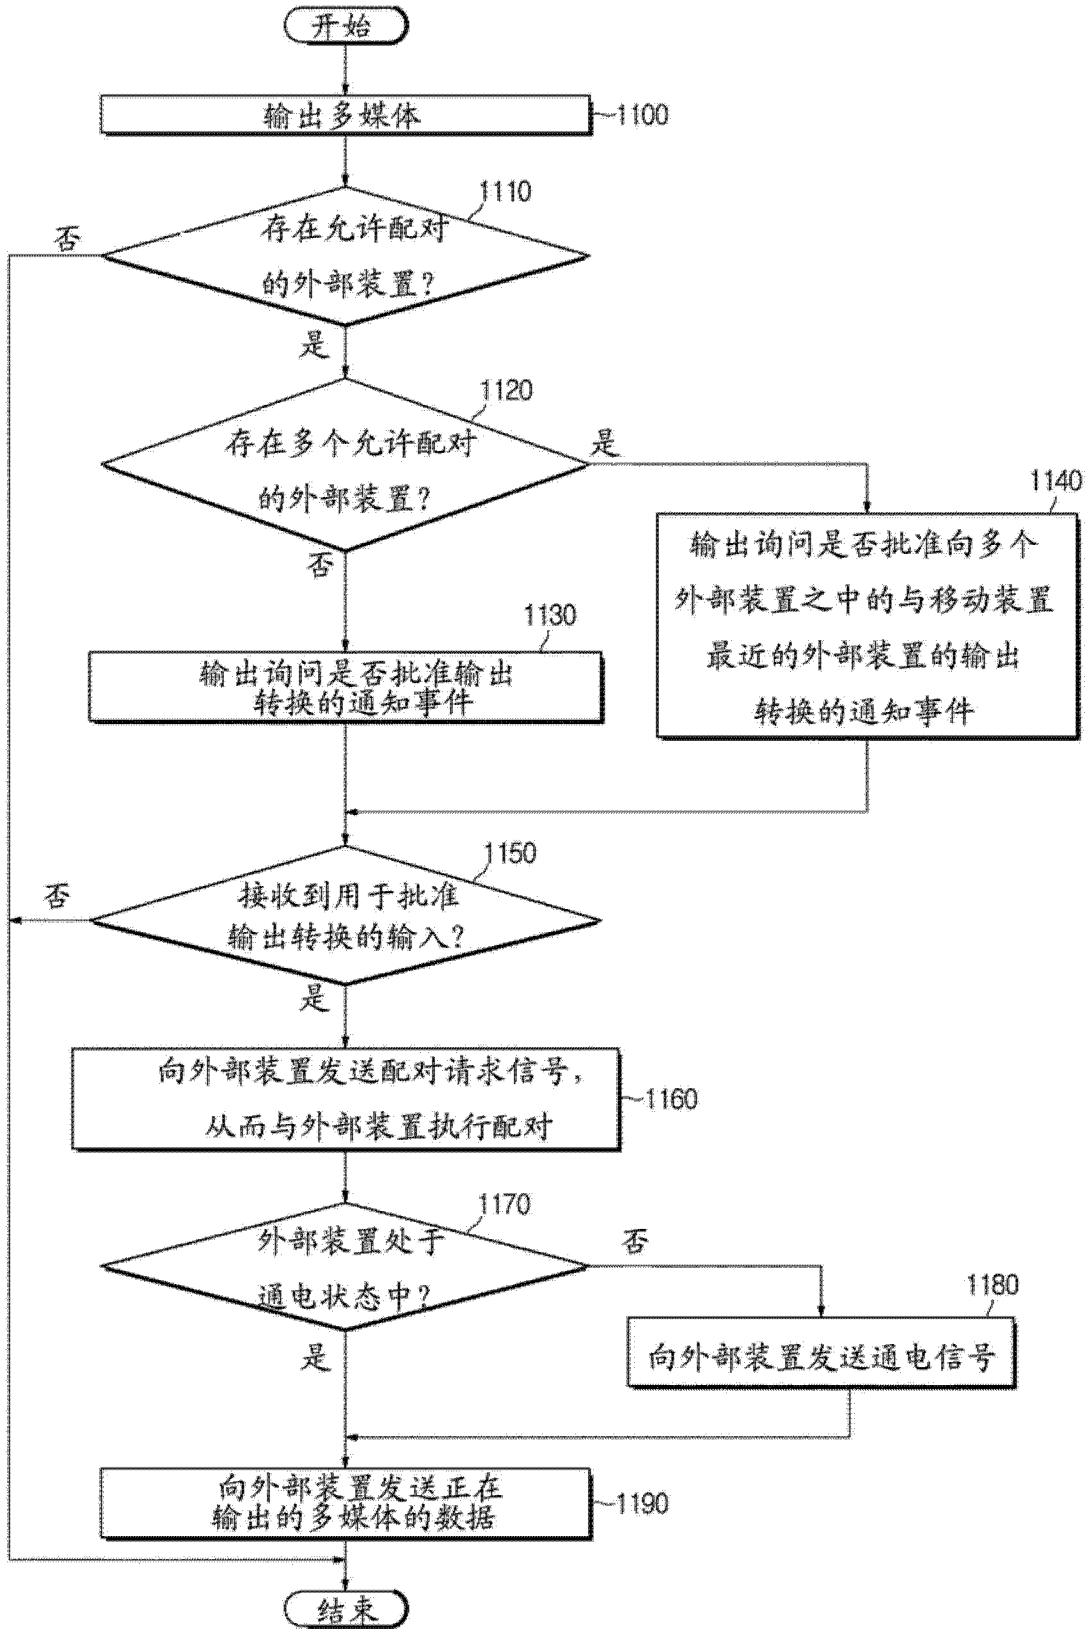 开始
输出多媒体
1100
1110
存在允许配对
的外部装置?
否
是
1120
存在多个允许配对
的外部装置?
是
否
1140
输出询问是否批准向多个
外部装置之中的与移动装置
最近的外部装置的输出
转换的通知事件
1130
输出询问是否批准输出
转换的通知事件
1150
接收到用于批准
输出转换的输入?
否
是
向外部装置发送配对请求信号，
从而与外部装置执行配对
1160
1170
外部装置处于
通电状态中?
否
是
1180
向外部装置发送通电信号
向外部装置发送正在
输出的多媒体的数据
1190
结束